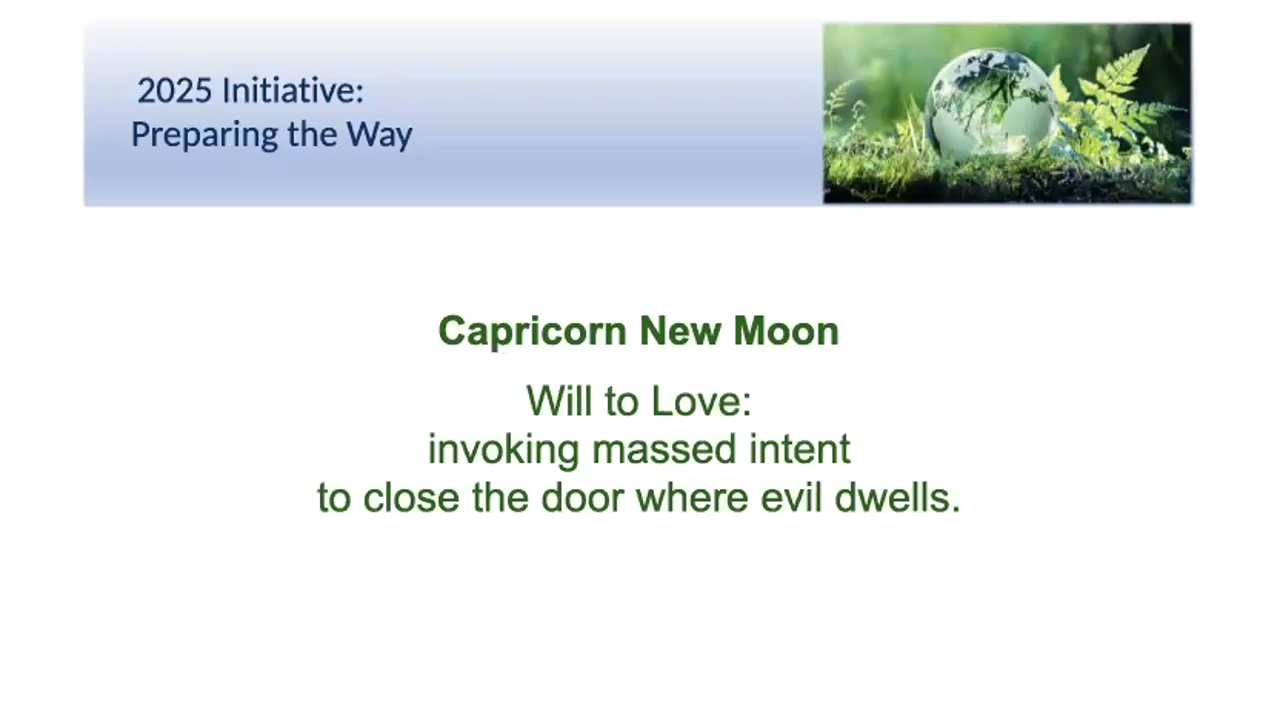 2025 Initiative:
Preparing the Way
Capricorn New Moon
Will to Love:
invoking massed intent
to close the door where evil dwells.